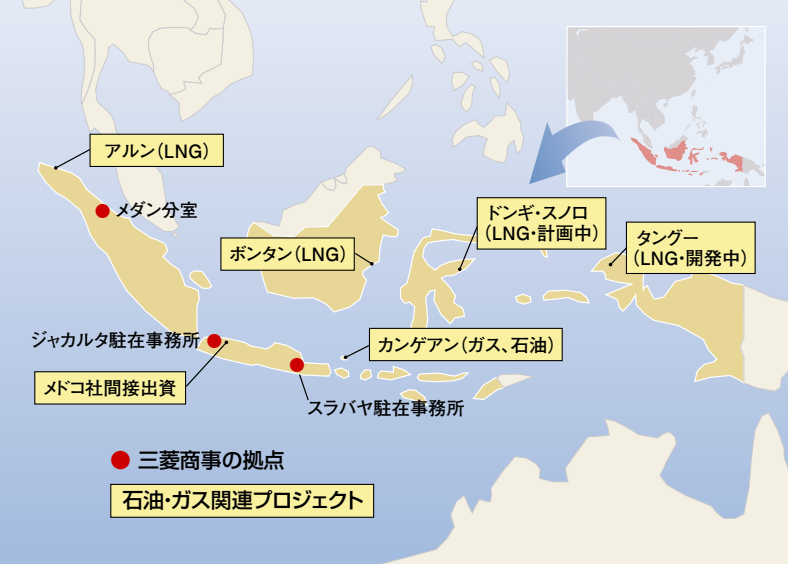 アルン(LNG)
メダン分室
ドンギ・スノロ
(LNG・計画中)
タングー
(LNG・開発中)
ボンタン(LNG)
ジャカルタ駐在事務所
カンゲアン(ガス、石油)
メドコ社間接出資
スラバヤ駐在事務所
三菱商事の拠点
石油・ガス関連プロジェクト